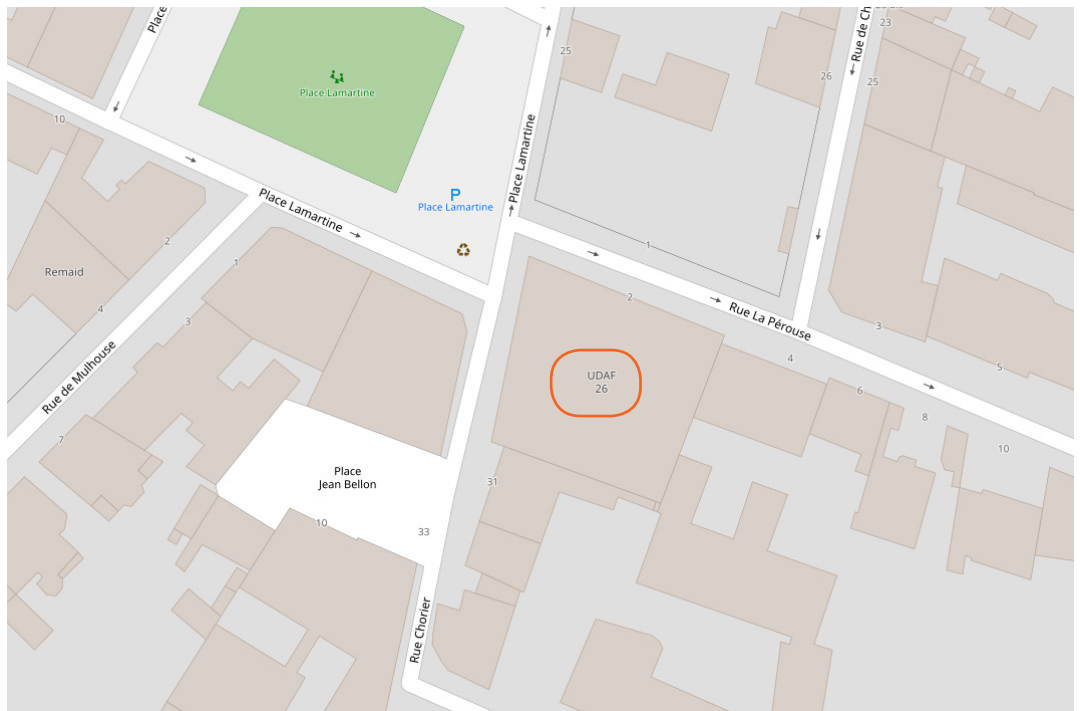 Place
25
23
Rue de Ch
26
25
Place Lamartine
10
Place Lamartine
P
Place Lamartine
Place Lamartine
2
1
Remaid
1
2
4
3
Rue La Pérouse
3
4
5
UDAF
26
Rue de Mulhouse
6
7
8
10
Place
Jean Bellon
31
10
33
Rue Chorier